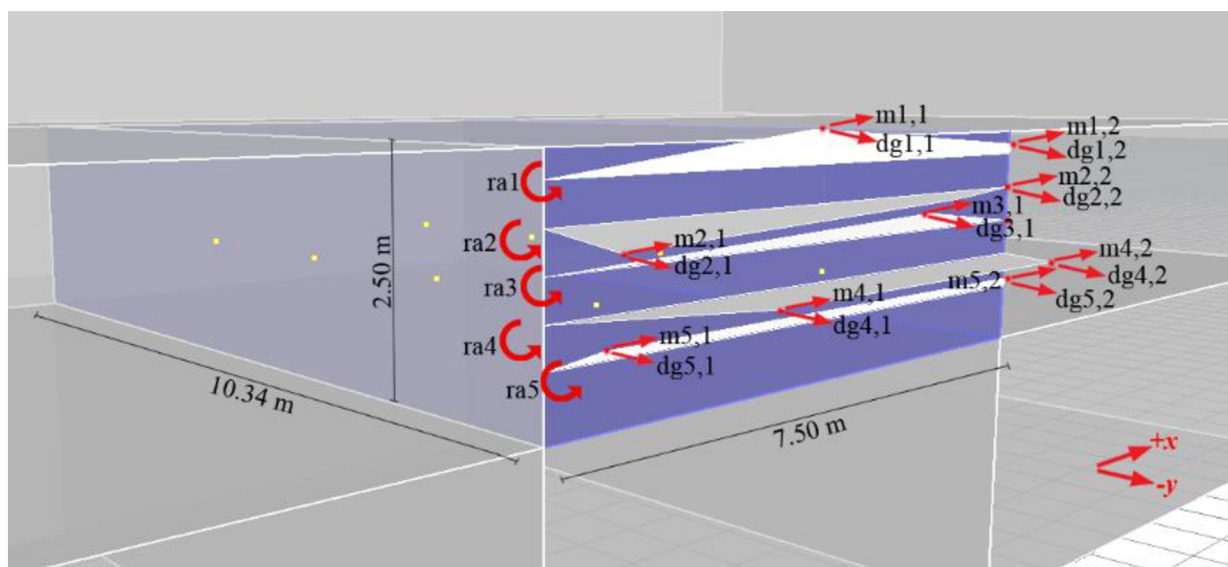 m1,1
dg1,1
m1,2
dg1,2
m2,2
dg2,2
ra1
m3,1
dg3,1
ra2
m2,1
dg2,1
2.50 m
ra3
m4,2
dg4,2
m5,2
dg5,2
m4,1
dg4,1
ra4
m5,1
dg5,1
ra5
10.34 m
7.50 m
+x
-y